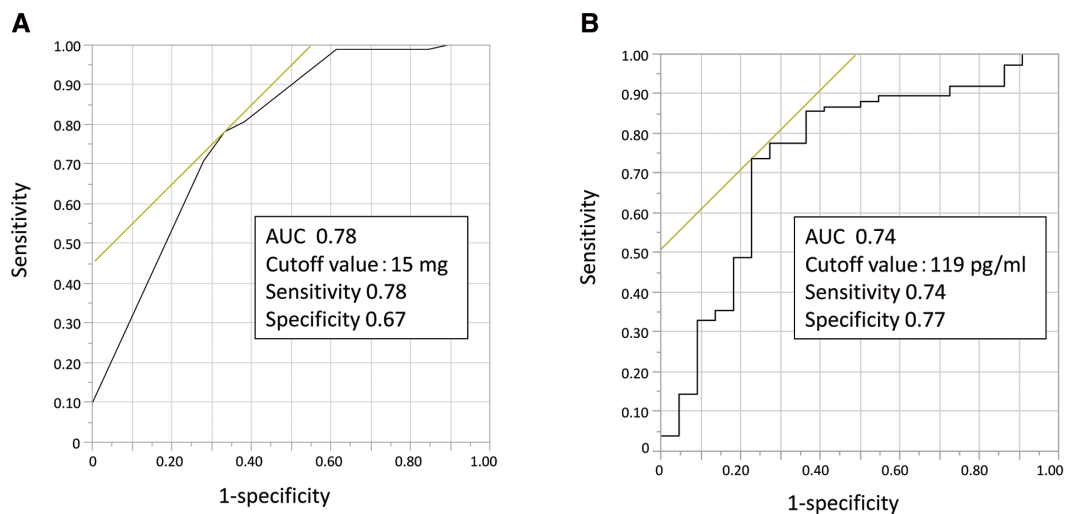 A
1.00
0.90
0.80
0.70
0.60
0.50
0.40
0.30
0.20
0.10
0
Sensitivity
AUC 0.78
Cutoff value : 15 mg
Sensitivity 0.78
Specificity 0.67
0 0.20 0.40 0.60 0.80 1.00
1-specificity
B
1.00
0.90
0.80
0.70
0.60
0.50
0.40
0.30
0.20
0.10
0
Sensitivity
AUC 0.74
Cutoff value : 119 pg/ml
Sensitivity 0.74
Specificity 0.77
0 0.20 0.40 0.60 0.80 1.00
1-specificity